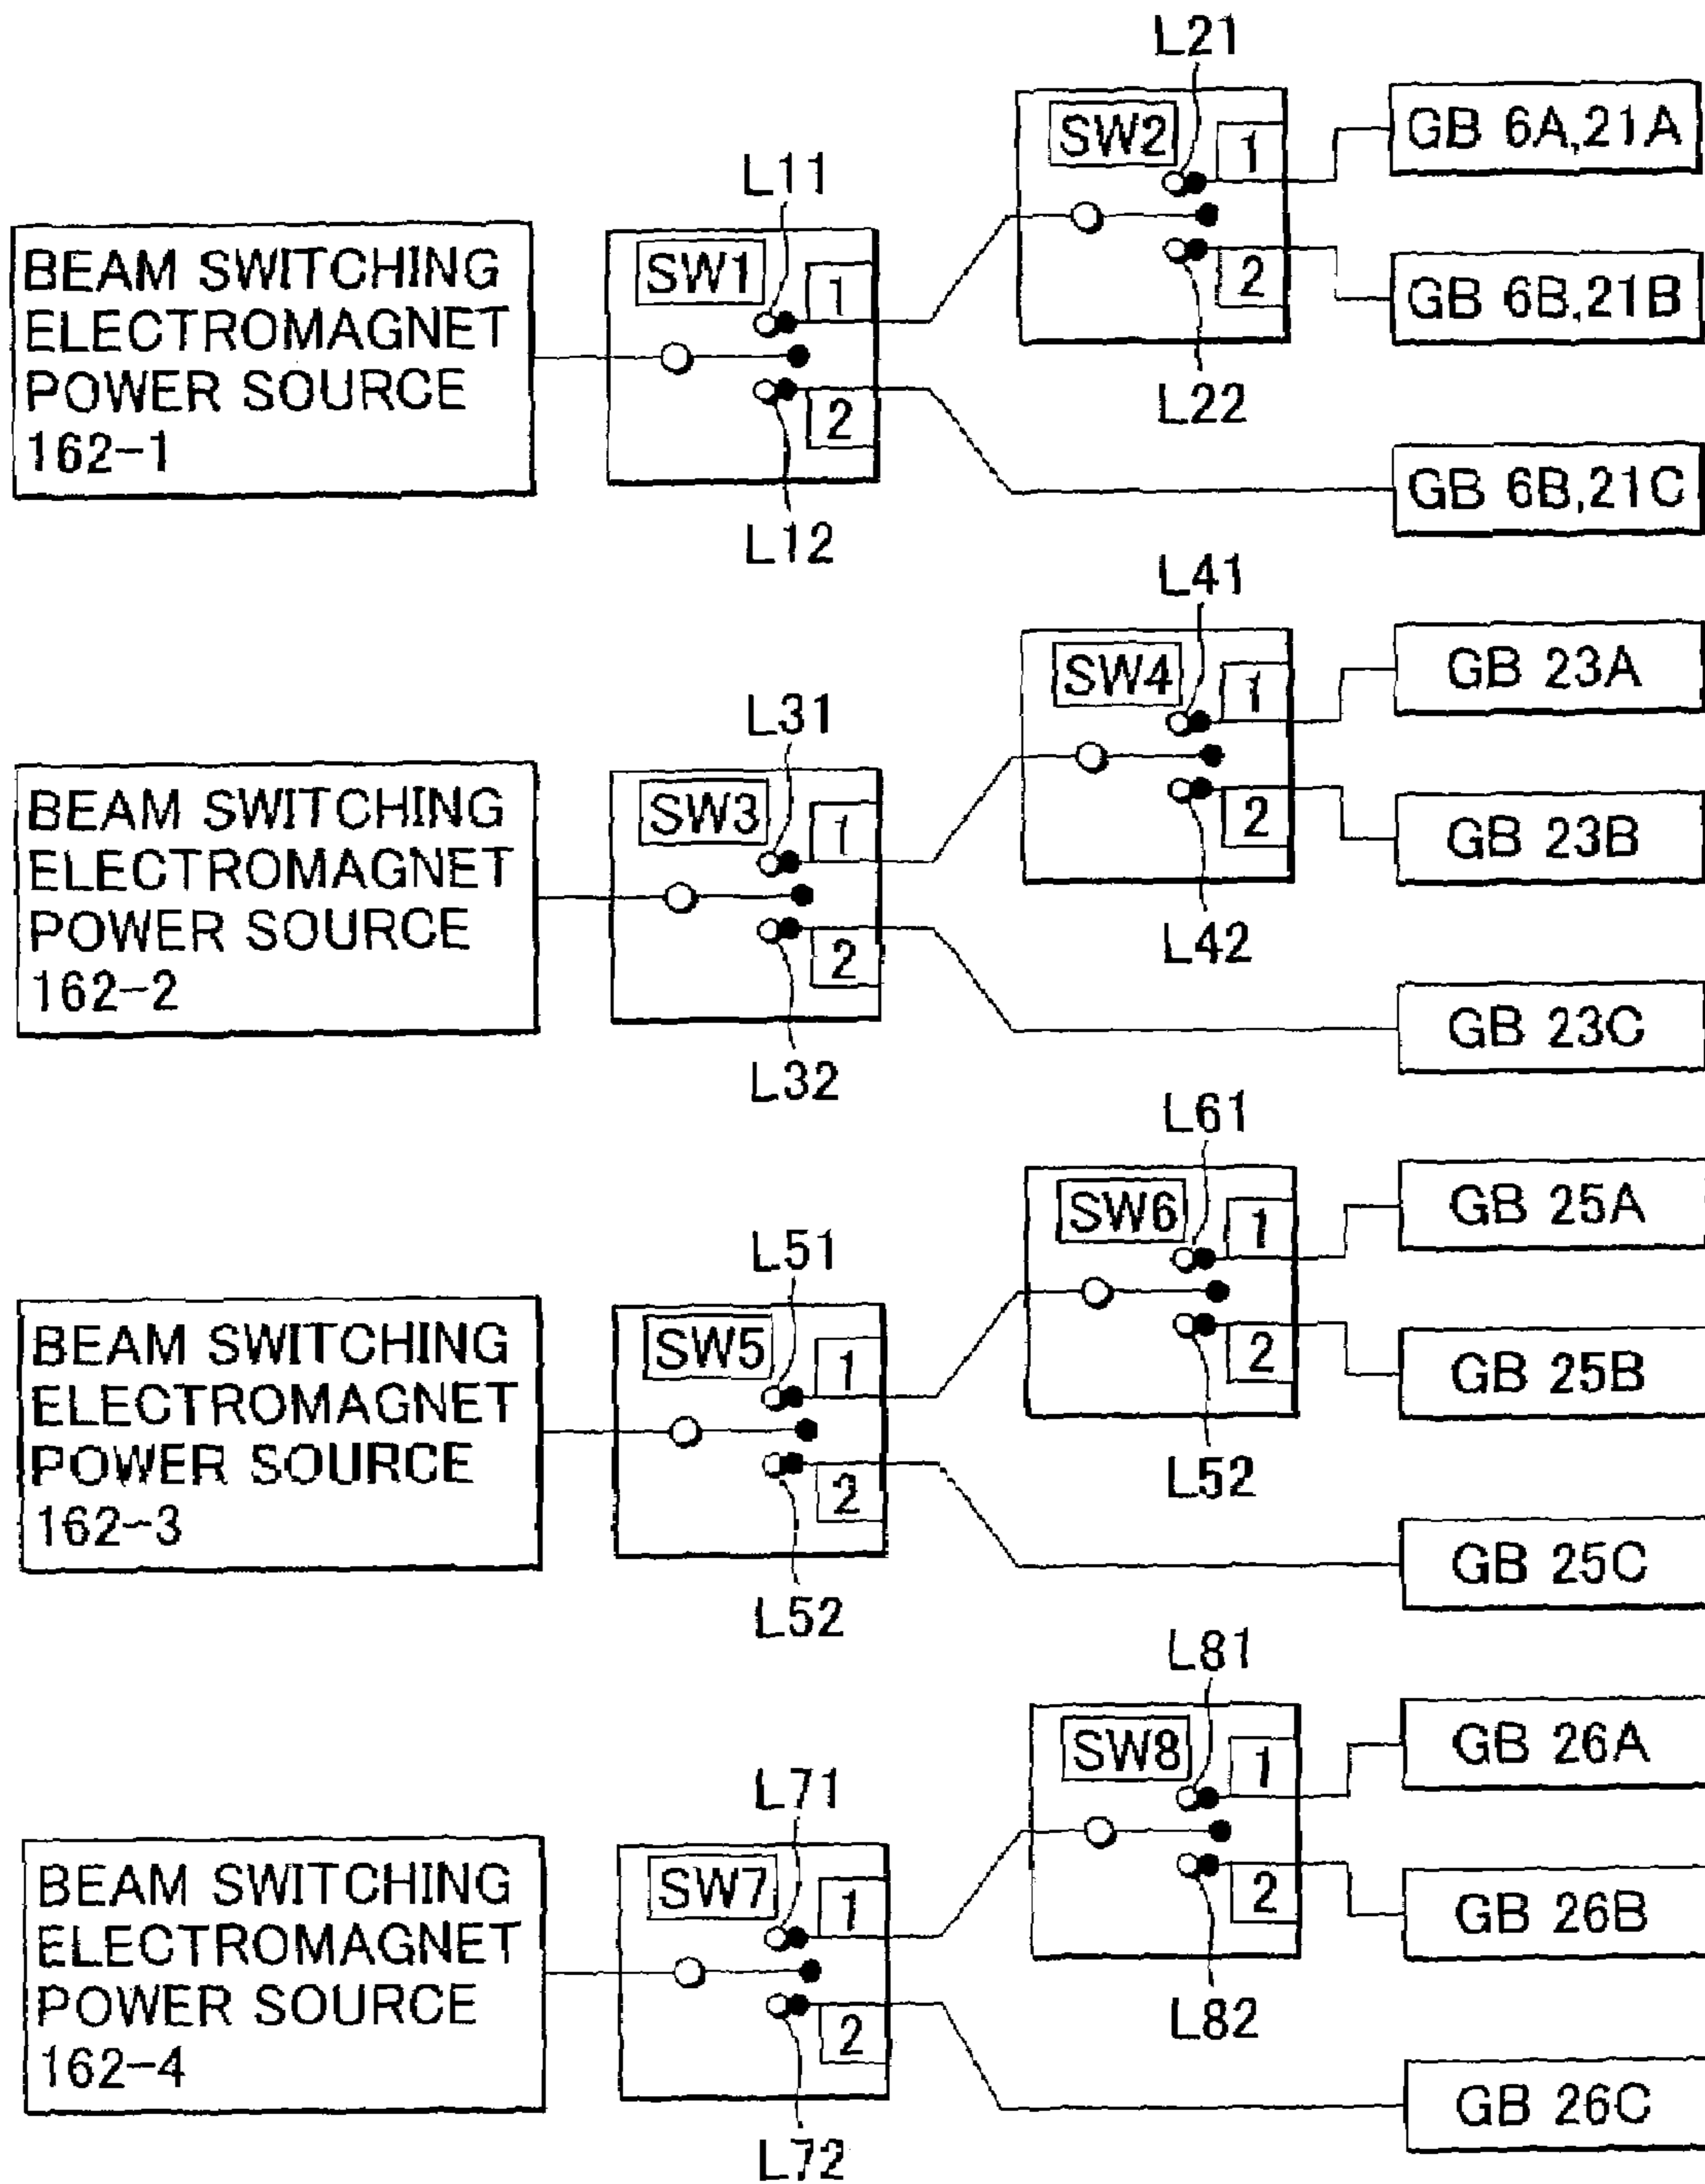 L21
SW2
1
GB 6A,21A
L11
BEAM SWITCHING
ELECTROMAGNET
POWER SOURCE
162-1
SW1
1
2
GB 6B,21B
2
L22
GB 6B,21C
L12
L41
SW4
1
GB 23A
L31
BEAM SWITCHING
ELECTROMAGNET
POWER SOURCE
162-2
SW3
1
2
GB 23B
2
L42
GB 23C
L32
L61
SW6
1
GB 25A
L51
BEAM SWITCHING
ELECTROMAGNET
POWER SOURCE
162-3
SW5
1
2
GB 25B
2
L52
GB 25C
L52
L81
SW8
1
GB 26A
L71
BEAM SWITCHING
ELECTROMAGNET
POWER SOURCE
162-4
SW7
1
2
GB 26B
2
L82
GB 26C
L72